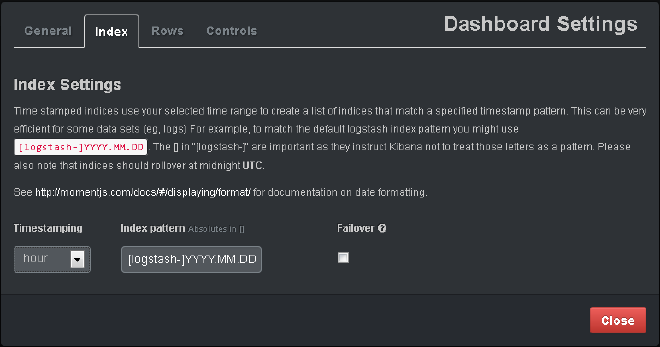 Dashboard Settings
General Index Rows Controls
Index Settings
Time stamped indices use your selected time range to create a list of indices that match a specified timestamp pattern. This can be very
efficient for some data sets (eg, logs) For example, to match the default logstash index pattern you might use
[logstash-]YYYY.MM.DD . The [] in "[logstash-]" are important as they instruct Kibana not to treat those letters as a pattern. Please
also note that indices should rollover at midnight UTC.
See http://momentjs.com/docs/#/displaying/format/ for documentation on date formatting.
Timestamping Index pattern Absolutes in [] Failover ?
hour [logstash-]YYYY.MM.DD
Close